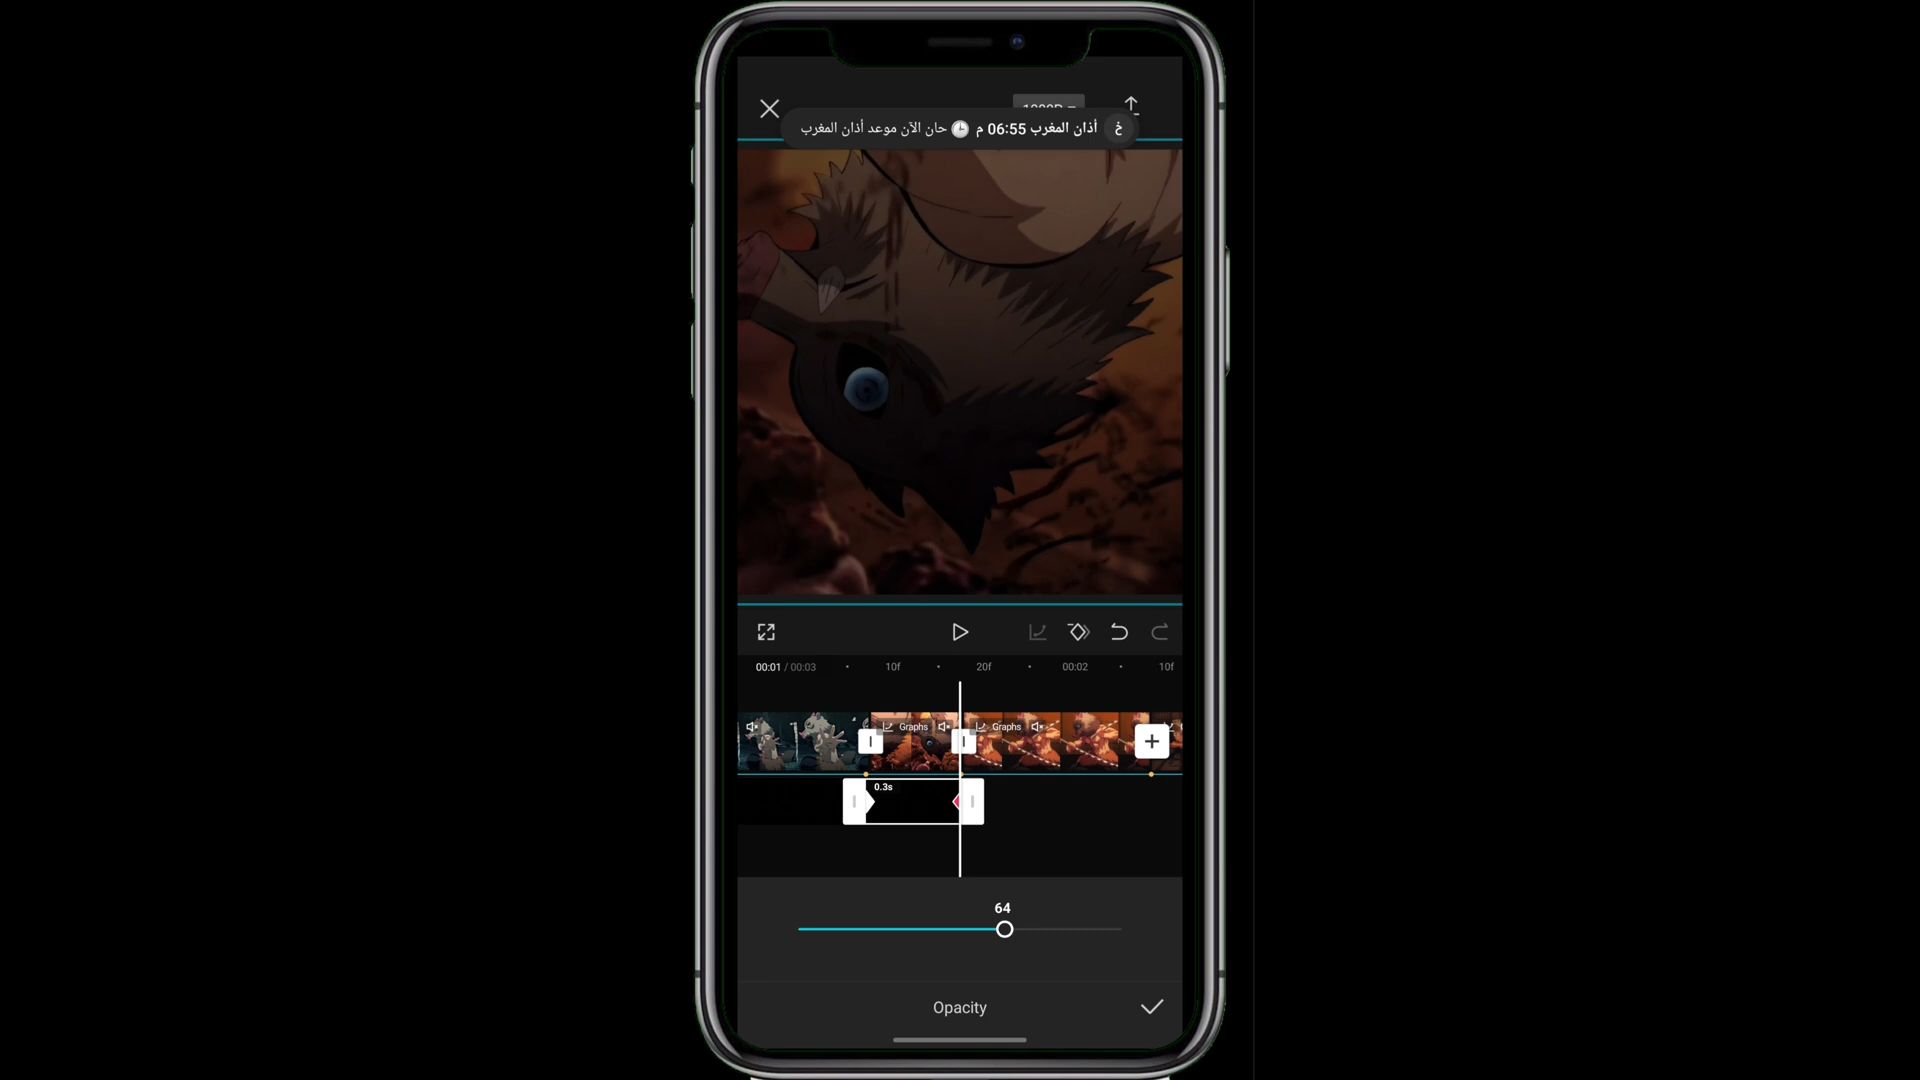 أذان المغرب 06:55 م 🕒 حان الآن موعد أذان المغرب
خ
00:01 / 00:03
10f
20f
00:02
10f
Graphs
Graphs
0.3s
64
Opacity